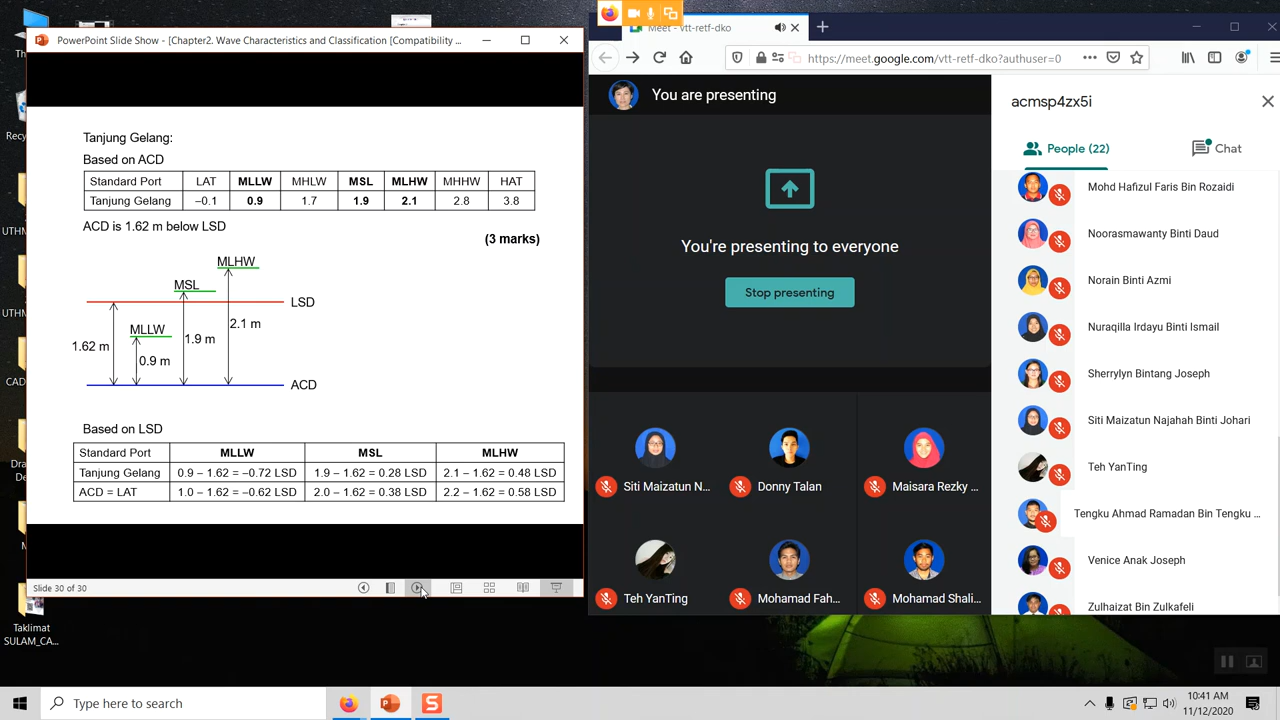 PowerPoint Slide Show - [Chapter2. Wave Characteristics and Classification [Compatibility ...
Tanjung Gelang:
Based on ACD
Standard Port LAT MLLW MHLW MSL MLHW MHHW HAT
Tanjung Gelang –0.1 0.9 1.7 1.9 2.1 2.8 3.8
ACD is 1.62 m below LSD
(3 marks)
MLHW
MSL
LSD
2.1 m
MLLW
1.9 m
1.62 m
0.9 m
ACD
Based on LSD
Standard Port MLLW MSL MLHW
Tanjung Gelang 0.9 – 1.62 = –0.72 LSD 1.9 – 1.62 = 0.28 LSD 2.1 – 1.62 = 0.48 LSD
ACD = LAT 1.0 – 1.62 = –0.62 LSD 2.0 – 1.62 = 0.38 LSD 2.2 – 1.62 = 0.58 LSD
Slide 30 of 30
Taklimat
SULAM_CA...
Meet - vtt-retf-dko
https://meet.google.com/vtt-retf-dko?authuser=0
You are presenting
You're presenting to everyone
Stop presenting
Siti Maizatun N...
Donny Talan
Maisara Rezky ...
Teh YanTing
Mohamad Fah...
Mohamad Shali...
acmsp4zx5i
People (22)
Chat
Mohd Hafizul Faris Bin Rozaidi
Noorasmawanty Binti Daud
Norain Binti Azmi
Nuraqilla Irdayu Binti Ismail
Sherrylyn Bintang Joseph
Siti Maizatun Najahah Binti Johari
Teh YanTing
Tengku Ahmad Ramadan Bin Tengku ...
Venice Anak Joseph
Zulhaizat Bin Zulkafeli
Type here to search
10:41 AM
11/12/2020